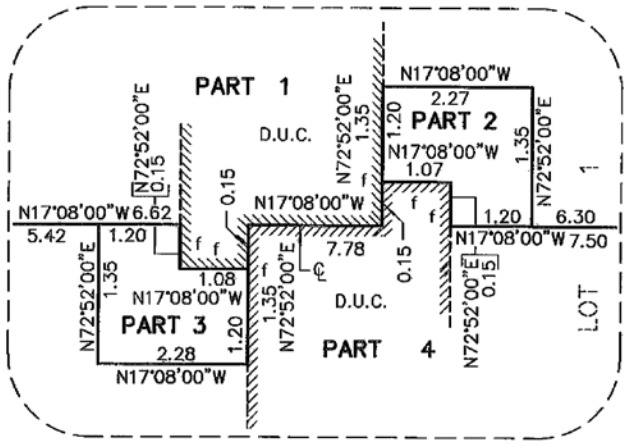 PART 1
D.U.C.
N17°08'00"W
2.27
PART 2
1.20
N72°52'00"E
1.35
N17°08'00"W
1.07
f
f
f
N72°52'00"E
1.35
N72°52'00"E
0.15
N17°08'00"W 6.62
5.42
1.20
f
f
0.15
N17°08'00"W
7.78
0.15
1.20
6.30
N17°08'00"W
7.50
1
LOT
N72°52'00"E
0.15
N72°52'00"E
1.35
1.08
N17°08'00"W
PART 3
1.20
2.28
N17°08'00"W
f
f
1.35
N72°52'00"E
℄
D.U.C.
PART 4